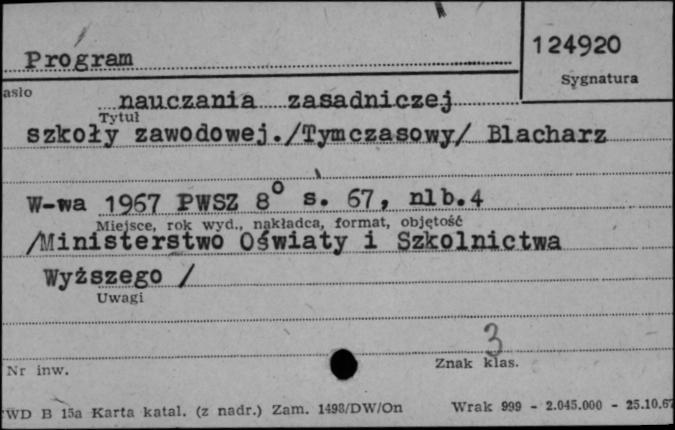 Program
124920
Sygnatura
asło
nauczania zasadniczej
Tytuł
szkoły zawodowej./Tymczasowy/ Blacharz
W-wa 1967 PWSZ 8° s. 67, nlb.4
Miejsce, rok wyd., nakładca, format, objętość
/Ministerstwo Oświaty i Szkolnictwa
Wyższego /
Uwagi
3
Nr inw.
Znak klas.
WD B 15a Karta katal. (z nadr.) Zam. 1498/DW/On Wrak 999 - 2.045.000 - 25.10.67